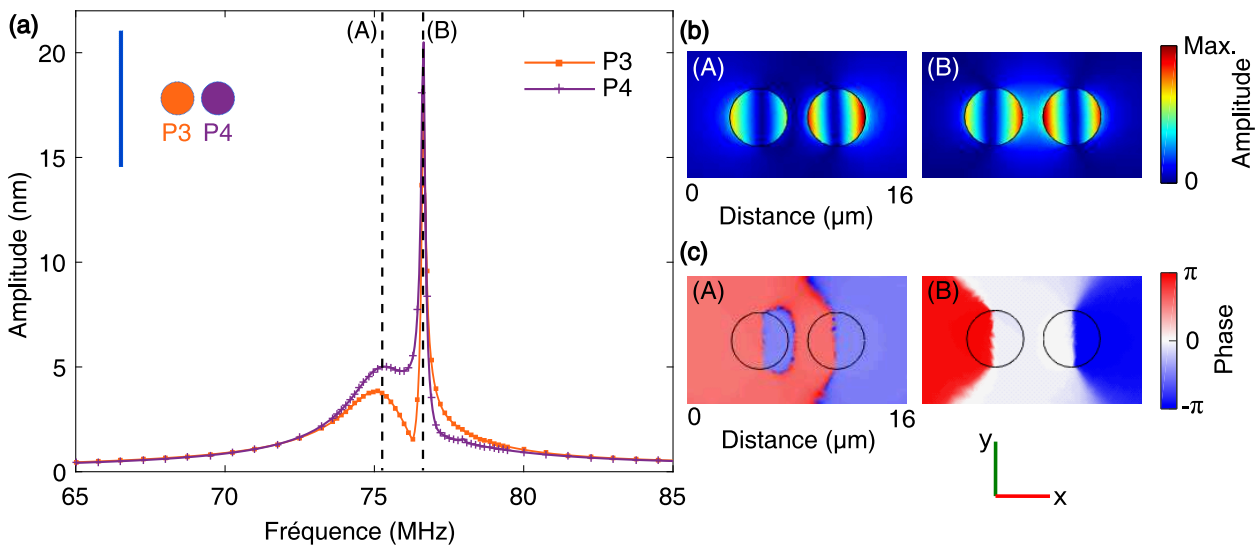 (a)
(A)
(B)
P3
P4
P3 P4
20
15
10
5
0
Amplitude (nm)
65 70 75 80 85
Fréquence (MHz)
(b)
(A)
(B)
Max.
0
Amplitude
0 16
Distance (µm)
(c)
(A)
(B)
π
-π
Phase
0 16
Distance (µm)
y
x